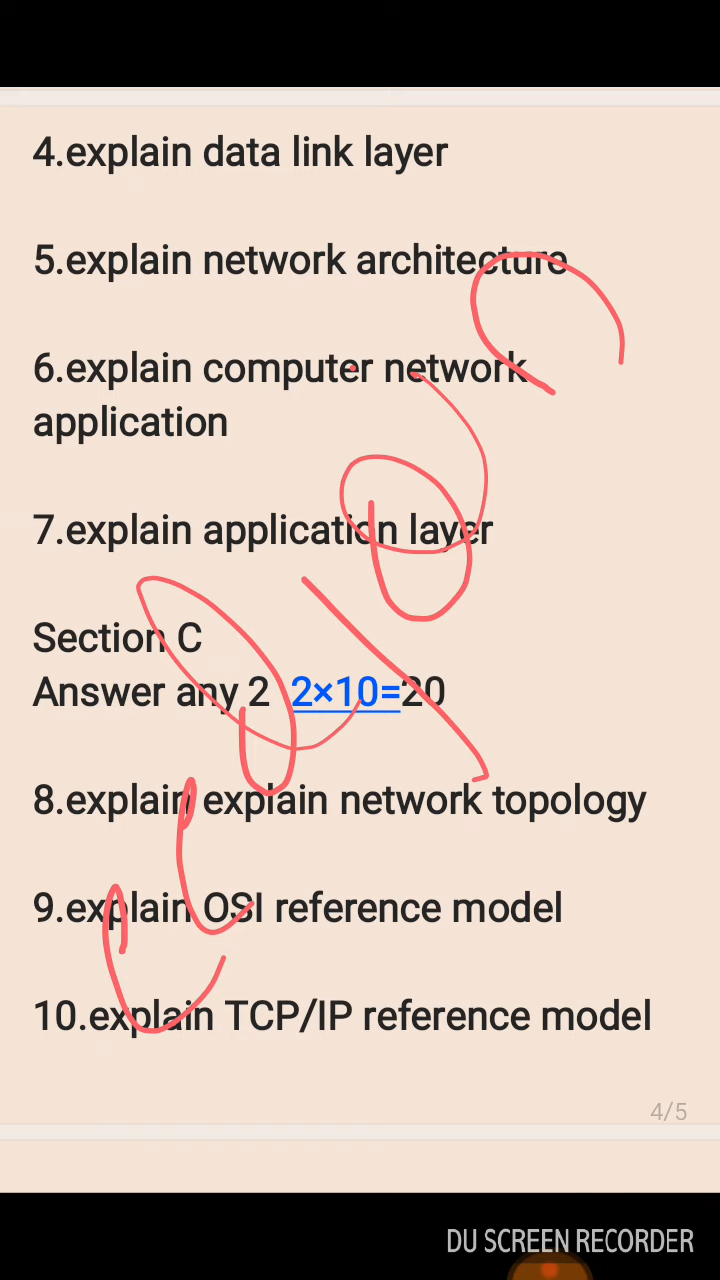 4.explain data link layer
5.explain network architecture
6.explain computer network
application
7.explain application layer
Section C
Answer any 2  2×10=20
8.explain explain network topology
9.explain OSI reference model
10.explain TCP/IP reference model
4/5
DU SCREEN RECORDER